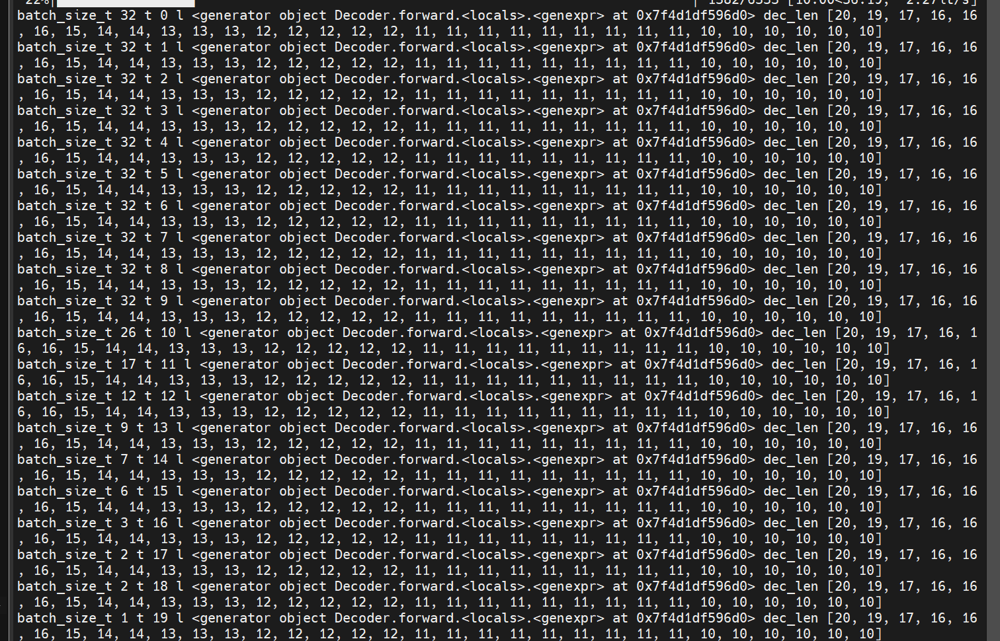 22%| | 1382/6333 [10:00<36:19, 2.27it/s]
batch_size_t 32 t 0 l <generator object Decoder.forward.<locals>.<genexpr> at 0x7f4d1df596d0> dec_len [20, 19, 17, 16, 16
, 16, 15, 14, 14, 13, 13, 13, 12, 12, 12, 12, 12, 11, 11, 11, 11, 11, 11, 11, 11, 11, 10, 10, 10, 10, 10, 10]
batch_size_t 32 t 1 l <generator object Decoder.forward.<locals>.<genexpr> at 0x7f4d1df596d0> dec_len [20, 19, 17, 16, 16
, 16, 15, 14, 14, 13, 13, 13, 12, 12, 12, 12, 12, 11, 11, 11, 11, 11, 11, 11, 11, 11, 10, 10, 10, 10, 10, 10]
batch_size_t 32 t 2 l <generator object Decoder.forward.<locals>.<genexpr> at 0x7f4d1df596d0> dec_len [20, 19, 17, 16, 16
, 16, 15, 14, 14, 13, 13, 13, 12, 12, 12, 12, 12, 11, 11, 11, 11, 11, 11, 11, 11, 11, 10, 10, 10, 10, 10, 10]
batch_size_t 32 t 3 l <generator object Decoder.forward.<locals>.<genexpr> at 0x7f4d1df596d0> dec_len [20, 19, 17, 16, 16
, 16, 15, 14, 14, 13, 13, 13, 12, 12, 12, 12, 12, 11, 11, 11, 11, 11, 11, 11, 11, 11, 10, 10, 10, 10, 10, 10]
batch_size_t 32 t 4 l <generator object Decoder.forward.<locals>.<genexpr> at 0x7f4d1df596d0> dec_len [20, 19, 17, 16, 16
, 16, 15, 14, 14, 13, 13, 13, 12, 12, 12, 12, 12, 11, 11, 11, 11, 11, 11, 11, 11, 11, 10, 10, 10, 10, 10, 10]
batch_size_t 32 t 5 l <generator object Decoder.forward.<locals>.<genexpr> at 0x7f4d1df596d0> dec_len [20, 19, 17, 16, 16
, 16, 15, 14, 14, 13, 13, 13, 12, 12, 12, 12, 12, 11, 11, 11, 11, 11, 11, 11, 11, 11, 10, 10, 10, 10, 10, 10]
batch_size_t 32 t 6 l <generator object Decoder.forward.<locals>.<genexpr> at 0x7f4d1df596d0> dec_len [20, 19, 17, 16, 16
, 16, 15, 14, 14, 13, 13, 13, 12, 12, 12, 12, 12, 11, 11, 11, 11, 11, 11, 11, 11, 11, 10, 10, 10, 10, 10, 10]
batch_size_t 32 t 7 l <generator object Decoder.forward.<locals>.<genexpr> at 0x7f4d1df596d0> dec_len [20, 19, 17, 16, 16
, 16, 15, 14, 14, 13, 13, 13, 12, 12, 12, 12, 12, 11, 11, 11, 11, 11, 11, 11, 11, 11, 10, 10, 10, 10, 10, 10]
batch_size_t 32 t 8 l <generator object Decoder.forward.<locals>.<genexpr> at 0x7f4d1df596d0> dec_len [20, 19, 17, 16, 16
, 16, 15, 14, 14, 13, 13, 13, 12, 12, 12, 12, 12, 11, 11, 11, 11, 11, 11, 11, 11, 11, 10, 10, 10, 10, 10, 10]
batch_size_t 32 t 9 l <generator object Decoder.forward.<locals>.<genexpr> at 0x7f4d1df596d0> dec_len [20, 19, 17, 16, 16
, 16, 15, 14, 14, 13, 13, 13, 12, 12, 12, 12, 12, 11, 11, 11, 11, 11, 11, 11, 11, 11, 10, 10, 10, 10, 10, 10]
batch_size_t 26 t 10 l <generator object Decoder.forward.<locals>.<genexpr> at 0x7f4d1df596d0> dec_len [20, 19, 17, 16, 1
6, 16, 15, 14, 14, 13, 13, 13, 12, 12, 12, 12, 12, 11, 11, 11, 11, 11, 11, 11, 11, 11, 10, 10, 10, 10, 10, 10]
batch_size_t 17 t 11 l <generator object Decoder.forward.<locals>.<genexpr> at 0x7f4d1df596d0> dec_len [20, 19, 17, 16, 1
6, 16, 15, 14, 14, 13, 13, 13, 12, 12, 12, 12, 12, 11, 11, 11, 11, 11, 11, 11, 11, 11, 10, 10, 10, 10, 10, 10]
batch_size_t 12 t 12 l <generator object Decoder.forward.<locals>.<genexpr> at 0x7f4d1df596d0> dec_len [20, 19, 17, 16, 1
6, 16, 15, 14, 14, 13, 13, 13, 12, 12, 12, 12, 12, 11, 11, 11, 11, 11, 11, 11, 11, 11, 10, 10, 10, 10, 10, 10]
batch_size_t 9 t 13 l <generator object Decoder.forward.<locals>.<genexpr> at 0x7f4d1df596d0> dec_len [20, 19, 17, 16, 16
, 16, 15, 14, 14, 13, 13, 13, 12, 12, 12, 12, 12, 11, 11, 11, 11, 11, 11, 11, 11, 11, 10, 10, 10, 10, 10, 10]
batch_size_t 7 t 14 l <generator object Decoder.forward.<locals>.<genexpr> at 0x7f4d1df596d0> dec_len [20, 19, 17, 16, 16
, 16, 15, 14, 14, 13, 13, 13, 12, 12, 12, 12, 12, 11, 11, 11, 11, 11, 11, 11, 11, 11, 10, 10, 10, 10, 10, 10]
batch_size_t 6 t 15 l <generator object Decoder.forward.<locals>.<genexpr> at 0x7f4d1df596d0> dec_len [20, 19, 17, 16, 16
, 16, 15, 14, 14, 13, 13, 13, 12, 12, 12, 12, 12, 11, 11, 11, 11, 11, 11, 11, 11, 11, 10, 10, 10, 10, 10, 10]
batch_size_t 3 t 16 l <generator object Decoder.forward.<locals>.<genexpr> at 0x7f4d1df596d0> dec_len [20, 19, 17, 16, 16
, 16, 15, 14, 14, 13, 13, 13, 12, 12, 12, 12, 12, 11, 11, 11, 11, 11, 11, 11, 11, 11, 10, 10, 10, 10, 10, 10]
batch_size_t 2 t 17 l <generator object Decoder.forward.<locals>.<genexpr> at 0x7f4d1df596d0> dec_len [20, 19, 17, 16, 16
, 16, 15, 14, 14, 13, 13, 13, 12, 12, 12, 12, 12, 11, 11, 11, 11, 11, 11, 11, 11, 11, 10, 10, 10, 10, 10, 10]
batch_size_t 2 t 18 l <generator object Decoder.forward.<locals>.<genexpr> at 0x7f4d1df596d0> dec_len [20, 19, 17, 16, 16
, 16, 15, 14, 14, 13, 13, 13, 12, 12, 12, 12, 12, 11, 11, 11, 11, 11, 11, 11, 11, 11, 10, 10, 10, 10, 10, 10]
batch_size_t 1 t 19 l <generator object Decoder.forward.<locals>.<genexpr> at 0x7f4d1df596d0> dec_len [20, 19, 17, 16, 16
, 16, 15, 14, 14, 13, 13, 13, 12, 12, 12, 12, 12, 11, 11, 11, 11, 11, 11, 11, 11, 11, 10, 10, 10, 10, 10, 10]